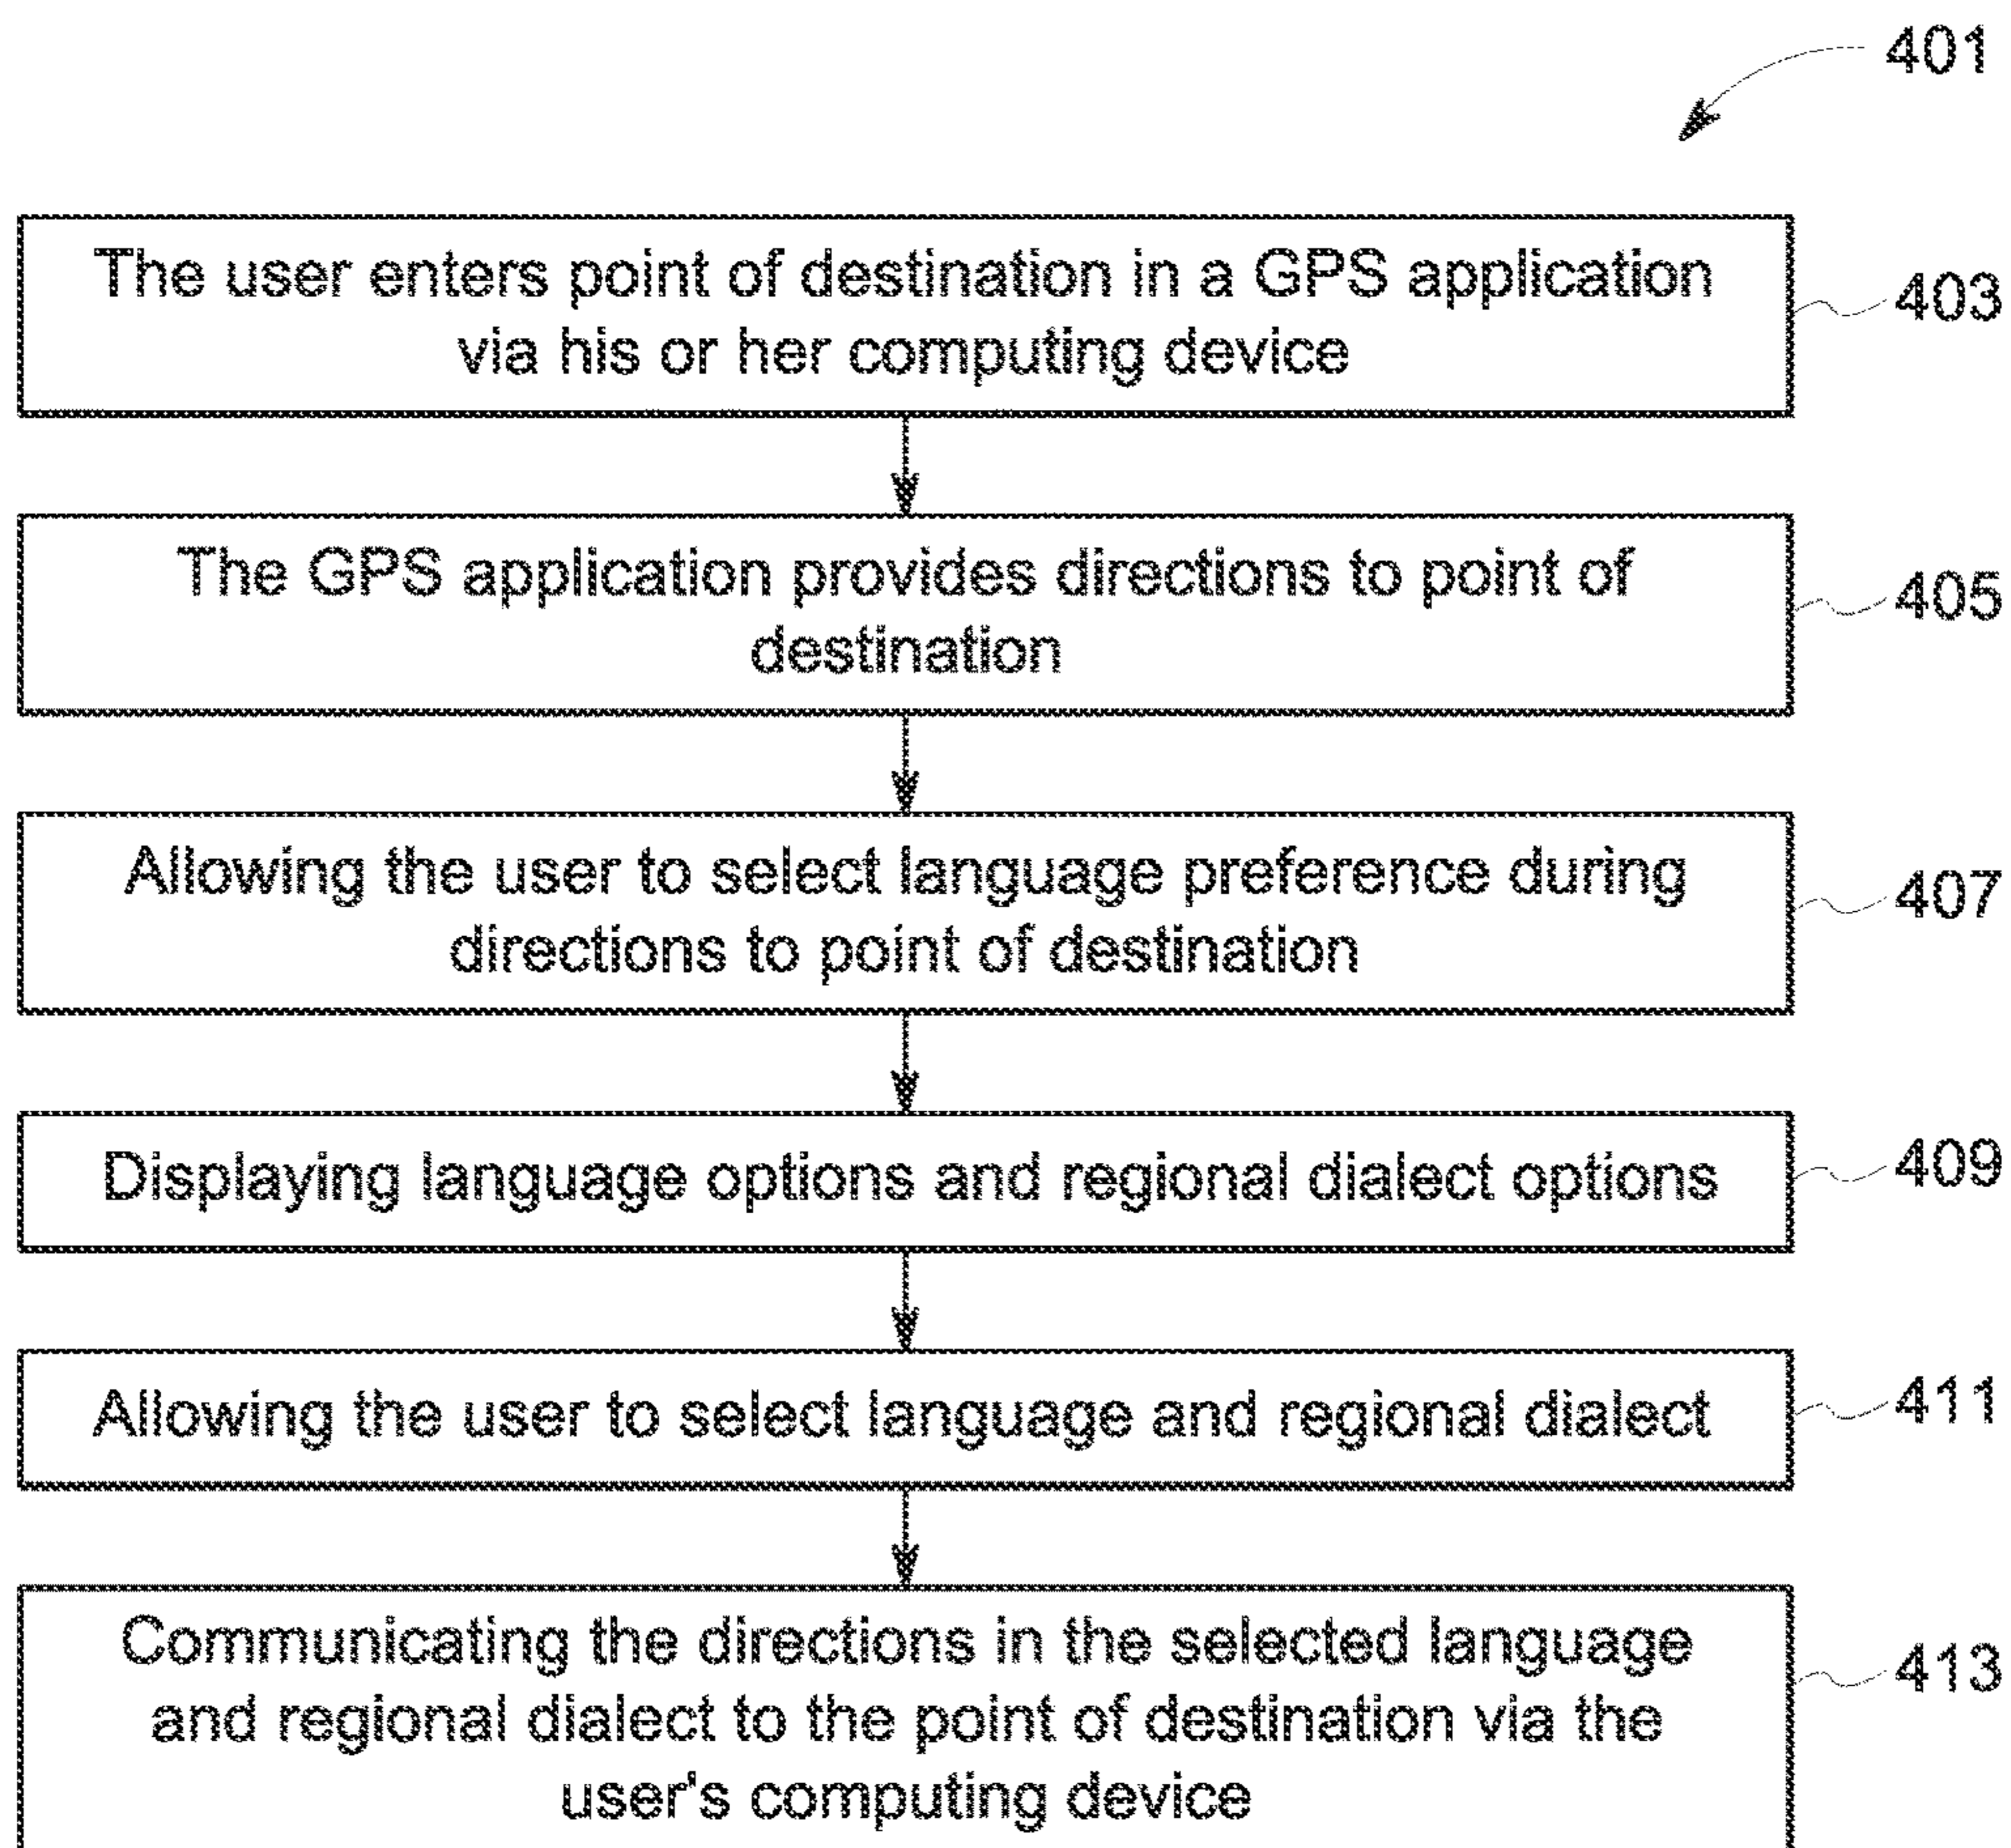 401
The user enters point of destination in a GPS application
via his or her computing device
403
The GPS application provides directions to point of
destination
405
Allowing the user to select language preference during
directions to point of destination
407
Displaying language options and regional dialect options
409
Allowing the user to select language and regional dialect
411
Communicating the directions in the selected language
and regional dialect to the point of destination via the
user's computing device
413